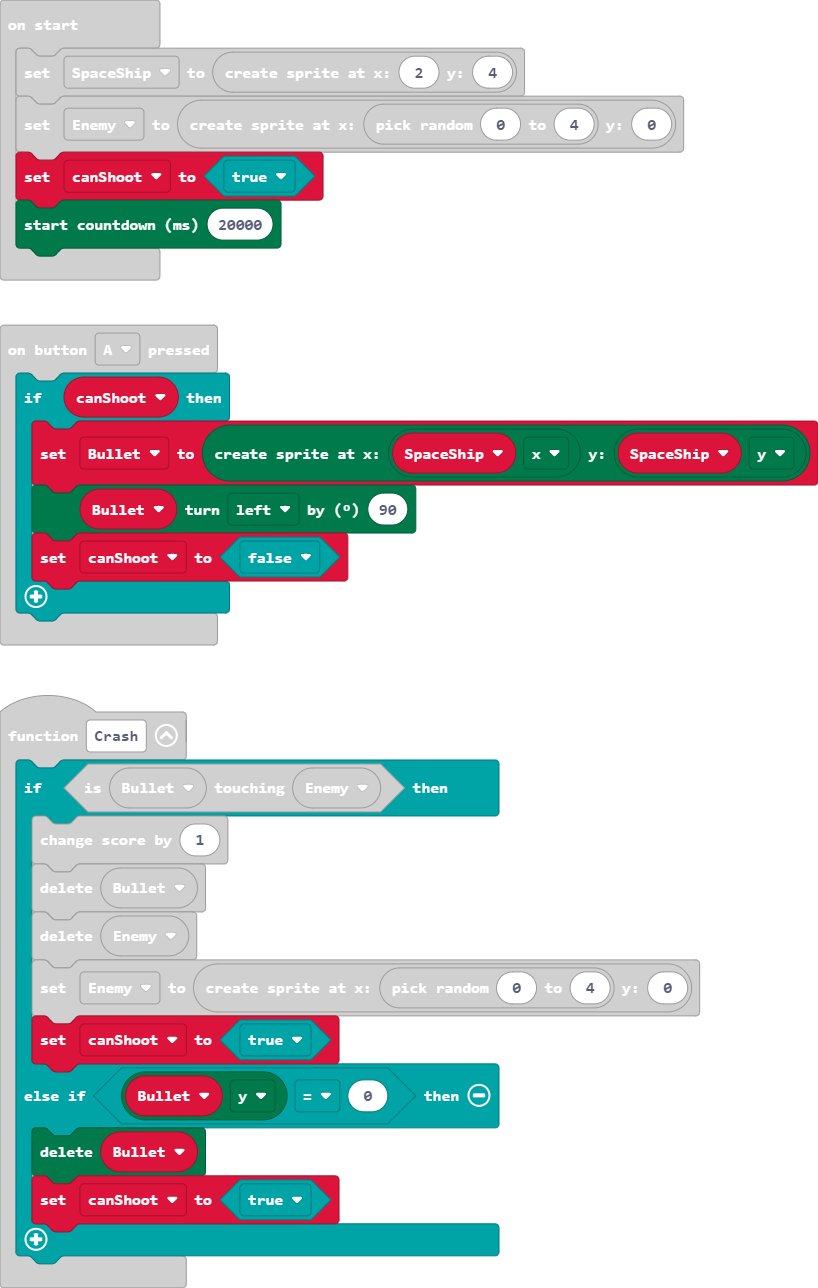 on start
set SpaceShip to create sprite at x: 2 y: 4
set Enemy to create sprite at x: pick random 0 to 4 y: 0
set canShoot to true
start countdown (ms) 20000
on button A pressed
if canShoot then
set Bullet to create sprite at x: SpaceShip x y: SpaceShip y
Bullet turn left by (º) 90
set canShoot to false
function Crash
if is Bullet touching Enemy then
change score by 1
delete Bullet
delete Enemy
set Enemy to create sprite at x: pick random 0 to 4 y: 0
set canShoot to true
else if Bullet y = 0 then
delete Bullet
set canShoot to true